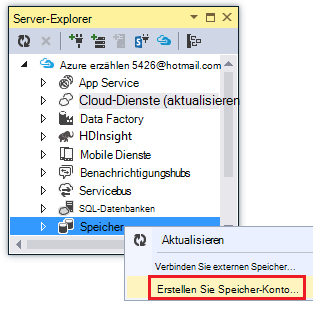 Server-Explorer
Azure erzählen 5426@hotmail.com
App Service
Cloud-Dienste (aktualisieren
Data Factory
HDInsight
Mobile Dienste
Benachrichtigungshubs
Servicebus
SQL-Datenbanken
Speicher
Aktualisieren
Verbinden Sie externen Speicher...
Erstellen Sie Speicher-Konto...